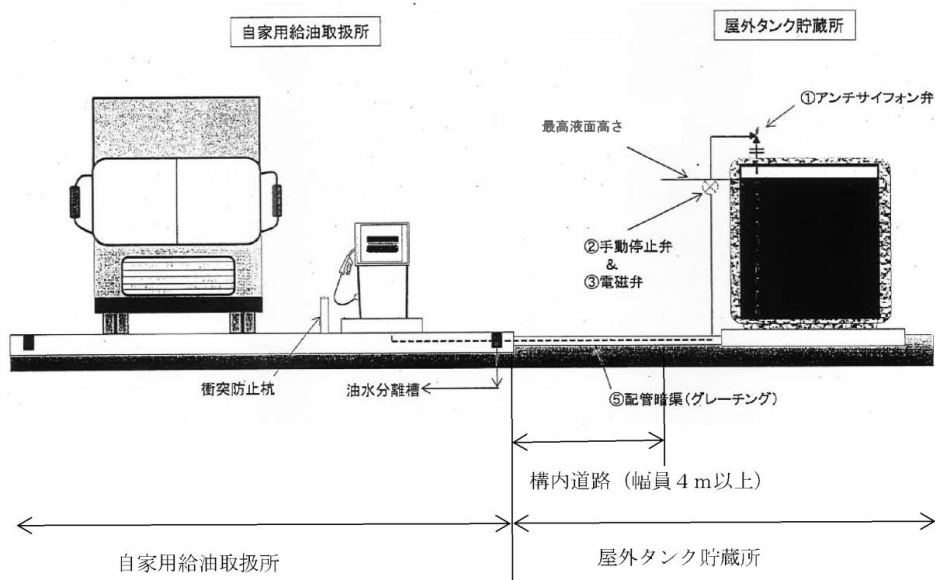 自家用給油取扱所
屋外タンク貯蔵所
①アンチサイフォン弁
最高液面高さ
②手動停止弁
&
③電磁弁
衝突防止杭
油水分離槽
⑤配管暗渠(グレーチング)
構内道路(幅員4m以上)
自家用給油取扱所
屋外タンク貯蔵所